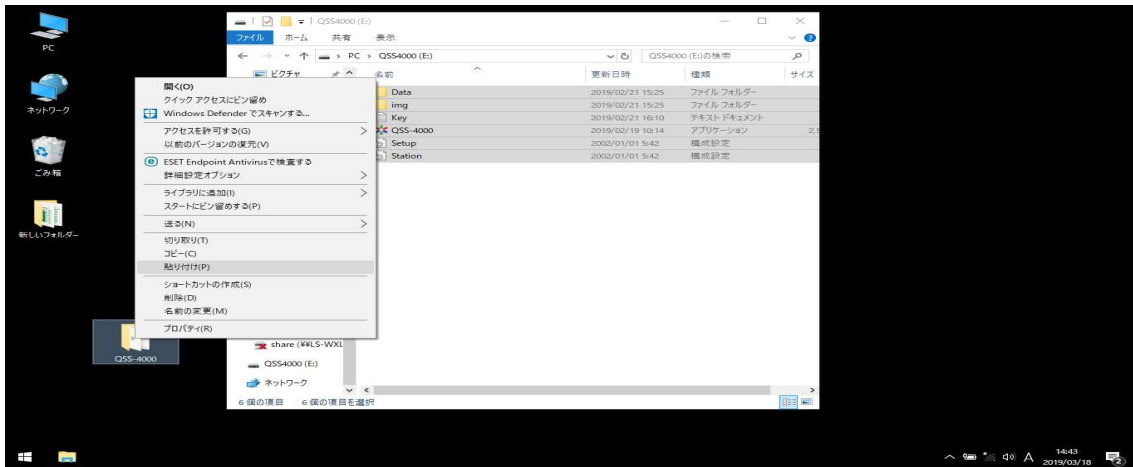 PC
ネットワーク
ごみ箱
新しいフォルダー
QSS-4000
QSS4000 (E:)
ファイル ホーム 共有 表示
PC › QSS4000 (E:)
QSS4000 (E:)の検索
ピクチャ
名前 更新日時 種類 サイズ
Data 2019/02/21 15:25 ファイル フォルダー
img 2019/02/21 15:25 ファイル フォルダー
Key 2019/02/21 16:10 テキスト ドキュメント
QSS-4000 2019/02/19 10:14 アプリケーション
Setup 2002/01/01 5:42 構成設定
Station 2002/01/01 5:42 構成設定
開く(O)
クイック アクセスにピン留め
Windows Defender でスキャンする...
アクセスを許可する(G)
以前のバージョンの復元(V)
ESET Endpoint Antivirusで検査する
詳細設定オプション
ライブラリに追加(I)
スタートにピン留めする(P)
送る(N)
切り取り(T)
コピー(C)
貼り付け(P)
ショートカットの作成(S)
削除(D)
名前の変更(M)
プロパティ(R)
share (¥¥LS-WXL
QSS4000 (E:)
ネットワーク
6 個の項目 6 個の項目を選択
A
14:43
2019/03/18
2